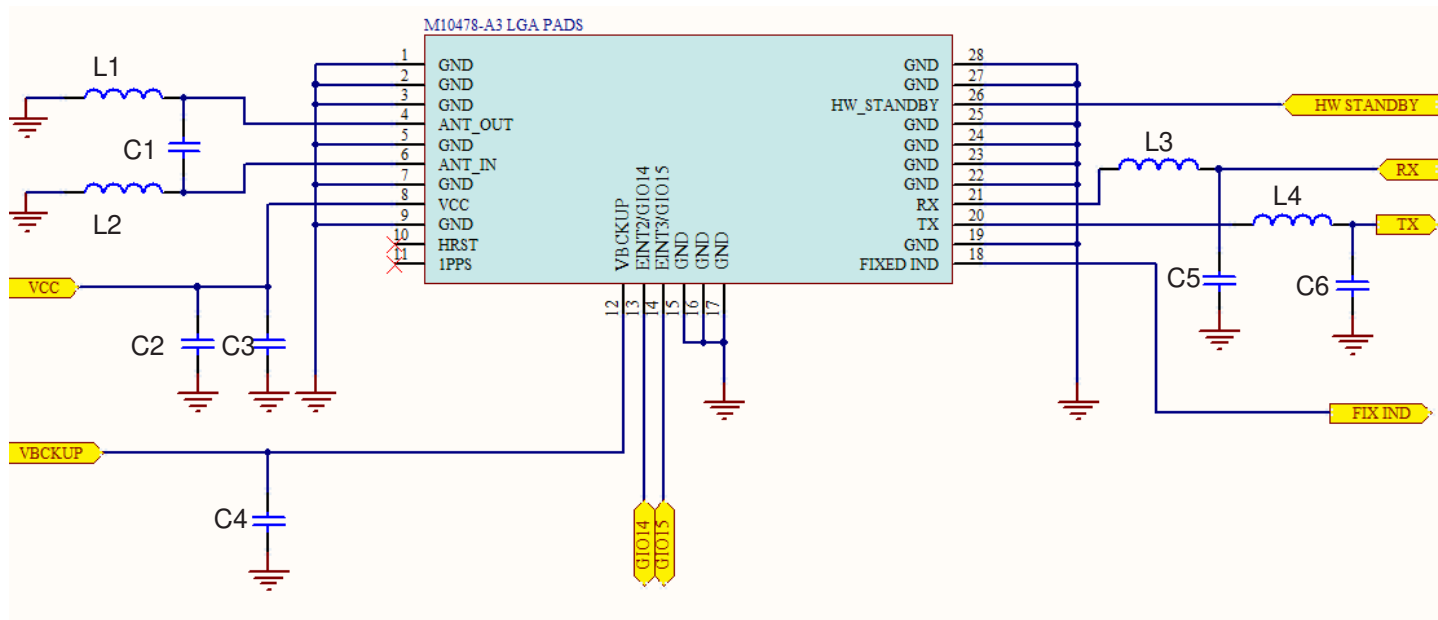 M10478-A3 LGA PADS
1 GND
2 GND
3 GND
4 ANT_OUT
5 GND
6 ANT_IN
7 GND
8 VCC
9 GND
10 HRST
11 1PPS
28 GND
27 GND
26 HW_STANDBY
25 GND
24 GND
23 GND
22 GND
21 RX
20 TX
19 GND
18 FIXED IND
12 VBCKUP
13 EINT2/GIO14
14 EINT3/GIO15
15 GND
16 GND
17 GND
L1
C1
L2
VCC
C2
C3
VBCKUP
C4
GIO14
GIO15
HW STANDBY
L3
RX
L4
TX
C5
C6
FIX IND